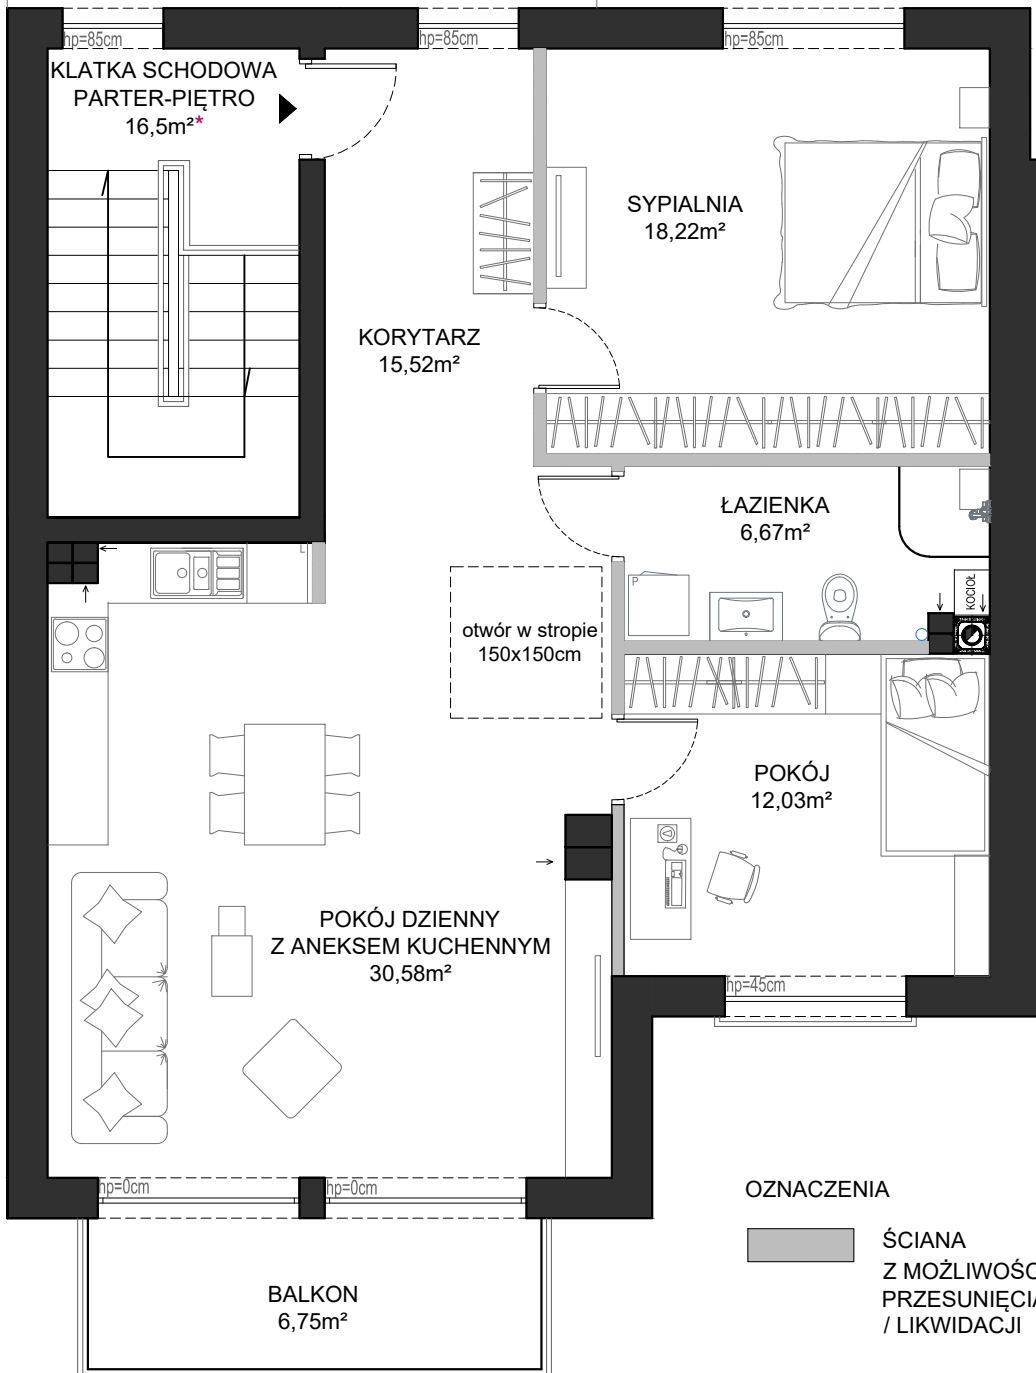 hp=85cm
hp=85cm
hp=85cm
KLATKA SCHODOWA
PARTER-PIĘTRO
16,5m²*
SYPIALNIA
18,22m²
KORYTARZ
15,52m²
ŁAZIENKA
6,67m²
L
P
KOCIOŁ
otwór w stropie
150x150cm
POKÓJ
12,03m²
POKÓJ DZIENNY
Z ANEKSEM KUCHENNYM
30,58m²
hp=45cm
hp=0cm
hp=0cm
BALKON
6,75m²
OZNACZENIA
ŚCIANA
Z MOŻLIWOŚC
PRZESUNIĘCIA
/ LIKWIDACJI